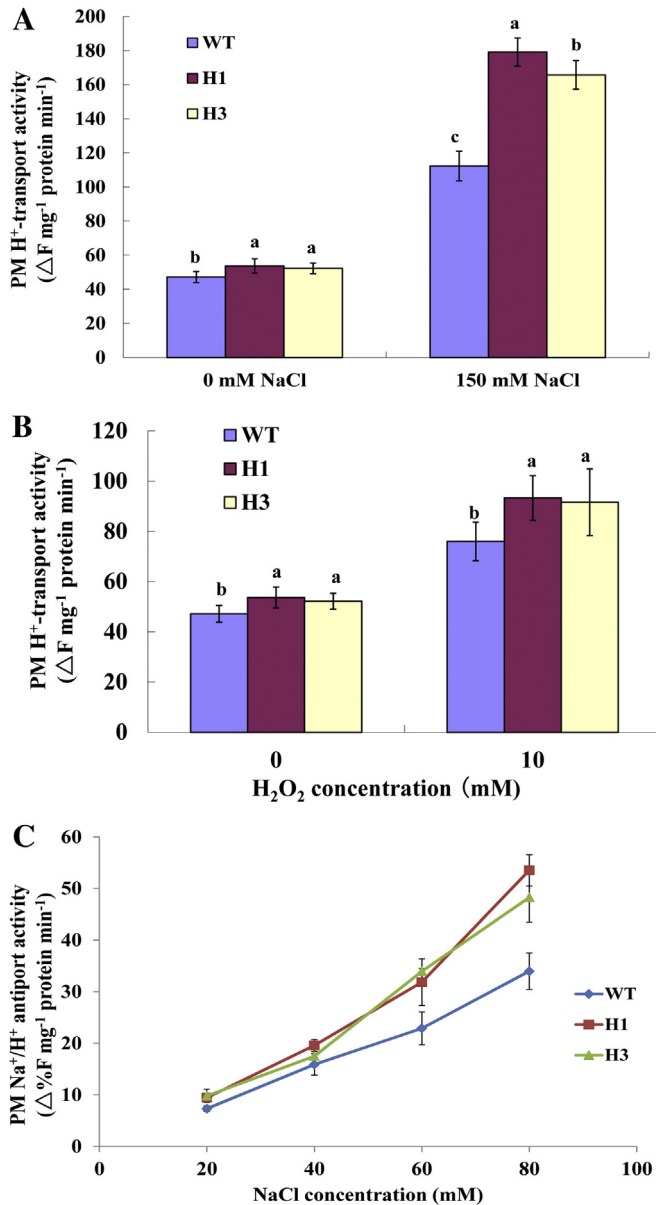 A
PM H⁺-transport activity
(△F mg⁻¹ protein min⁻¹)
200
180
160
140
120
100
80
60
40
20
0
WT
H1
H3
b
a
a
c
a
b
0 mM NaCl
150 mM NaCl
B
PM H⁺-transport activity
(△F mg⁻¹ protein min⁻¹)
120
100
80
60
40
20
0
WT
H1
H3
b
a
a
b
a
a
0
10
H₂O₂ concentration (mM)
C
PM Na⁺/H⁺ antiport activity
(△%F mg⁻¹ protein min⁻¹)
60
50
40
30
20
10
0
WT
H1
H3
0
20
40
60
80
100
NaCl concentration (mM)